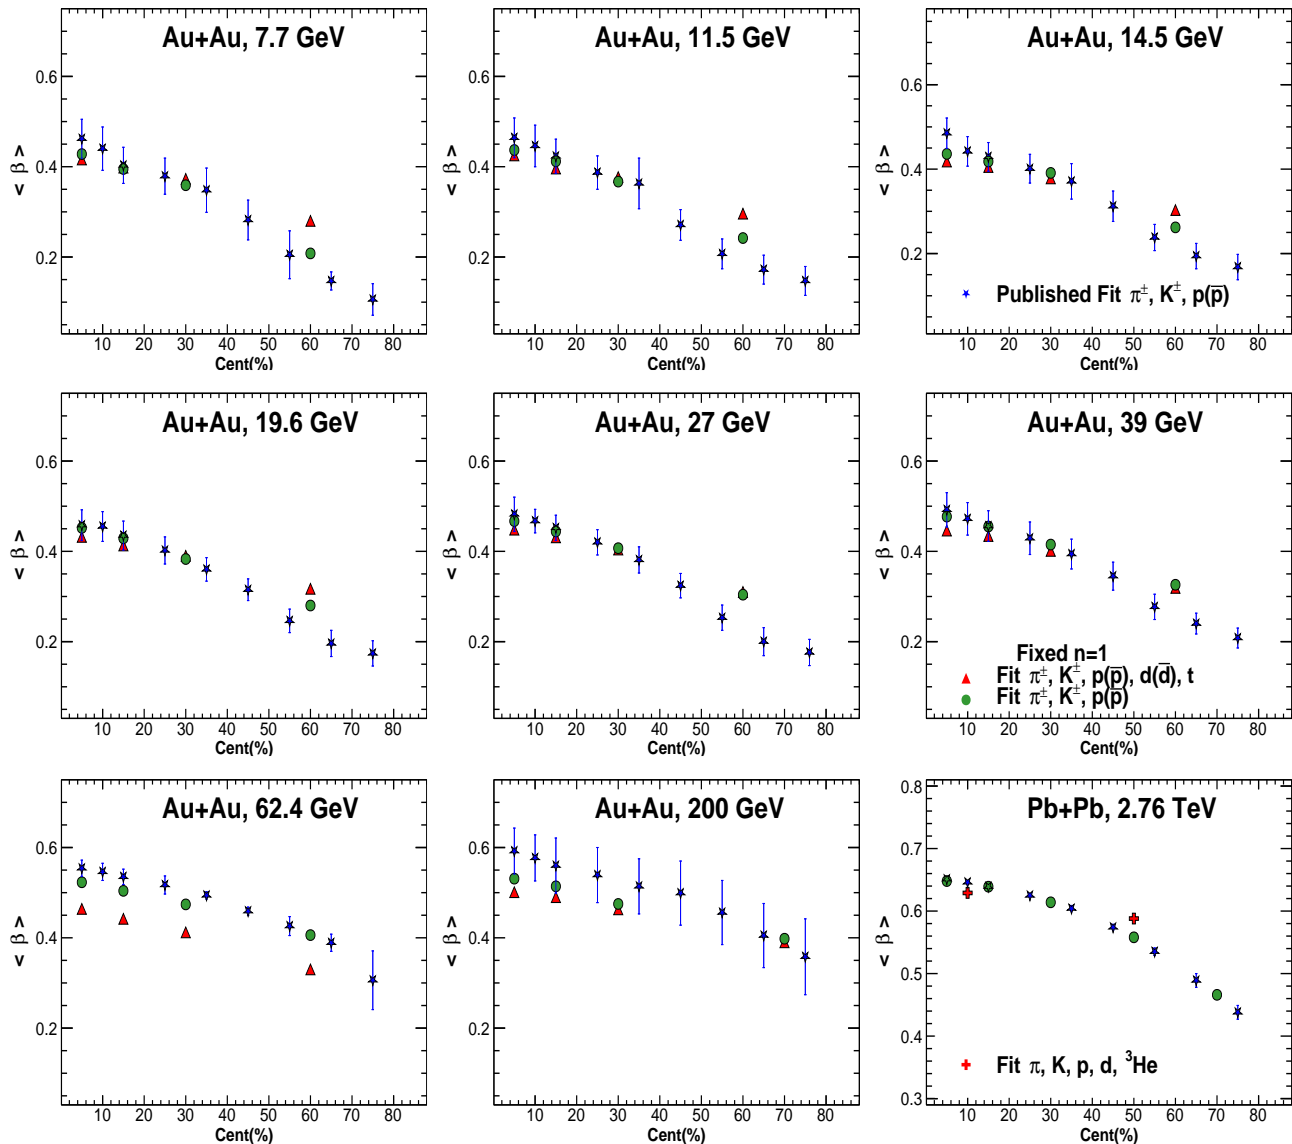 Au+Au, 7.7 GeV
0.6
0.4
0.2
< β >
10 20 30 40 50 60 70 80
Cent(%)
Au+Au, 11.5 GeV
0.6
0.4
0.2
< β >
10 20 30 40 50 60 70 80
Cent(%)
Au+Au, 14.5 GeV
0.6
0.4
0.2
< β >
Published Fit π±, K±, p(p̅)
10 20 30 40 50 60 70 80
Cent(%)
Au+Au, 19.6 GeV
0.6
0.4
0.2
< β >
10 20 30 40 50 60 70 80
Cent(%)
Au+Au, 27 GeV
0.6
0.4
0.2
< β >
10 20 30 40 50 60 70 80
Cent(%)
Au+Au, 39 GeV
0.6
0.4
0.2
< β >
Fixed n=1
Fit π±, K±, p(p̅), d(d̅), t
Fit π±, K±, p(p̅)
10 20 30 40 50 60 70 80
Cent(%)
Au+Au, 62.4 GeV
0.6
0.4
0.2
< β >
10 20 30 40 50 60 70 80
Cent(%)
Au+Au, 200 GeV
0.6
0.4
0.2
< β >
10 20 30 40 50 60 70 80
Cent(%)
Pb+Pb, 2.76 TeV
0.8
0.7
0.6
0.5
0.4
0.3
< β >
Fit π, K, p, d, ³He
10 20 30 40 50 60 70 80
Cent(%)